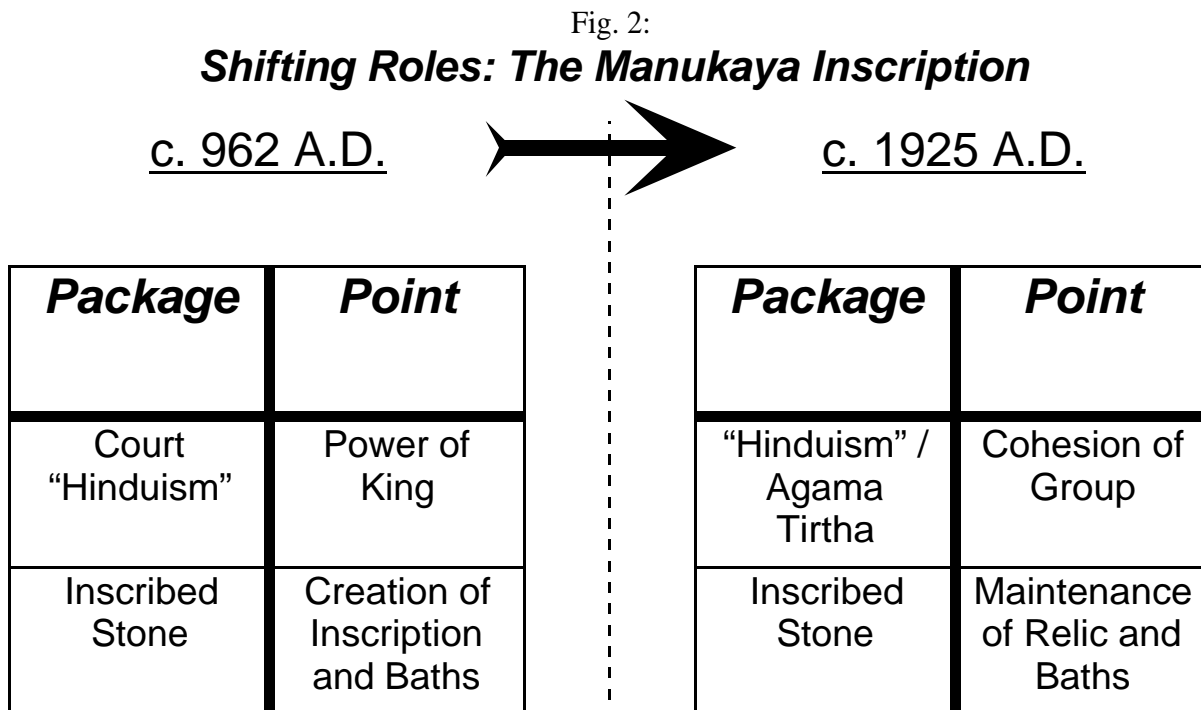 Fig. 2:
Shifting Roles: The Manukaya Inscription
c. 962 A.D.
c. 1925 A.D.
Package Point
Court
“Hinduism”
Power of
King
Inscribed
Stone
Creation of
Inscription
and Baths
Package Point
“Hinduism” /
Agama
Tirtha
Cohesion of
Group
Inscribed
Stone
Maintenance
of Relic and
Baths